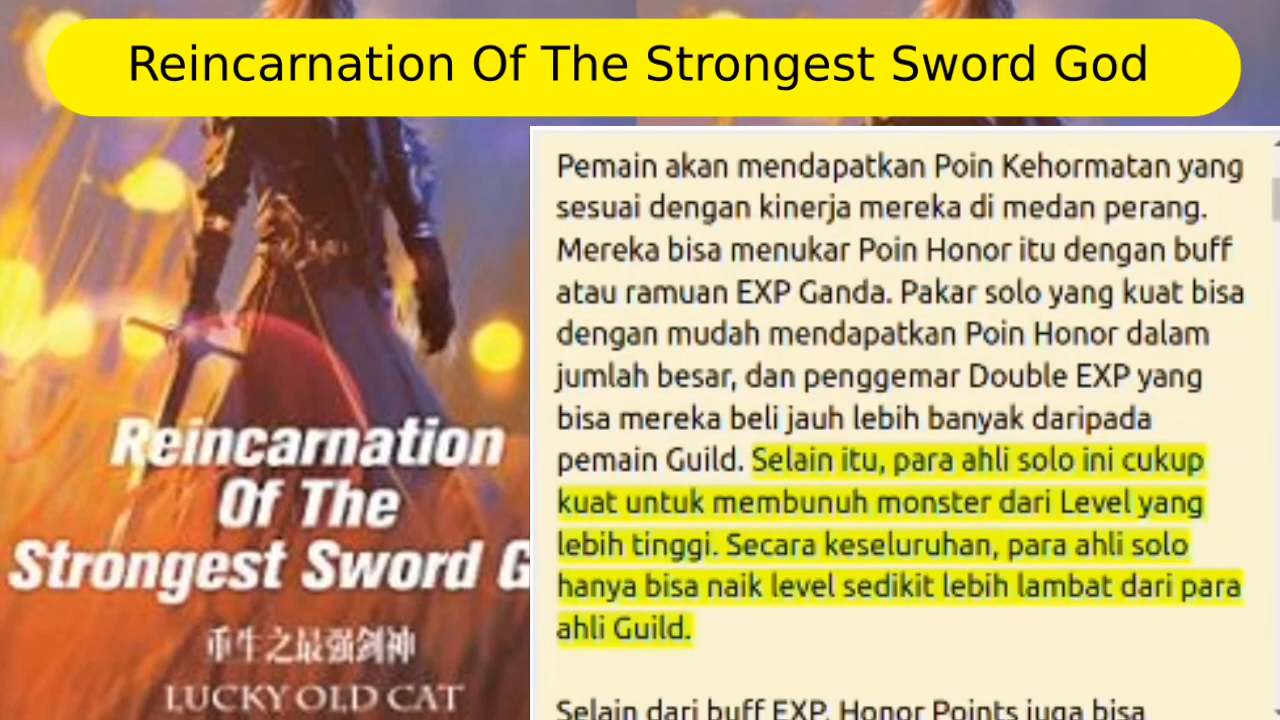 Reincarnation Of The Strongest Sword God
Reincarnation
Of The
Strongest Sword G
重生之最强剑神
LUCKY OLD CAT
Pemain akan mendapatkan Poin Kehormatan yang
sesuai dengan kinerja mereka di medan perang.
Mereka bisa menukar Poin Honor itu dengan buff
atau ramuan EXP Ganda. Pakar solo yang kuat bisa
dengan mudah mendapatkan Poin Honor dalam
jumlah besar, dan penggemar Double EXP yang
bisa mereka beli jauh lebih banyak daripada
pemain Guild. Selain itu, para ahli solo ini cukup
kuat untuk membunuh monster dari Level yang
lebih tinggi. Secara keseluruhan, para ahli solo
hanya bisa naik level sedikit lebih lambat dari para
ahli Guild.
Selain dari buff EXP, Honor Points juga bisa